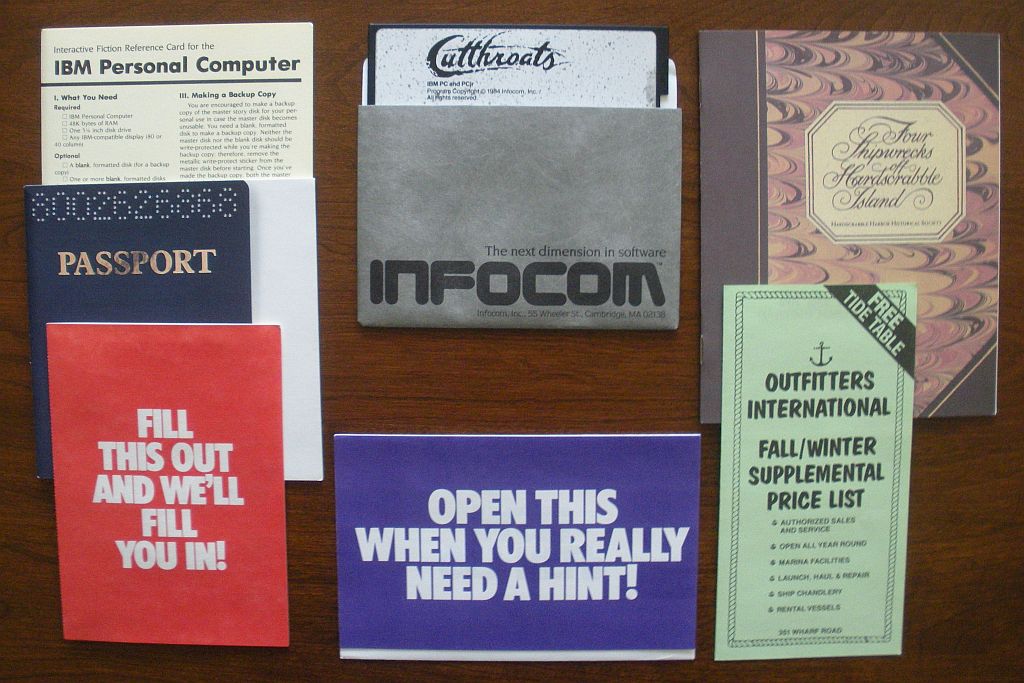 Interactive Fiction Reference Card for the
IBM Personal Computer
I. What You Need
Required
IBM Personal Computer
48K bytes of RAM
One 5¼ inch disk drive
Any IBM-compatible display (80 or
40 column)
Optional
A blank, formatted disk (for a backup
copy)
One or more blank, formatted disks
III. Making a Backup Copy
You are encouraged to make a backup
copy of the master story disk for your per-
sonal use in case the master disk becomes
unusable. You need a blank, formatted
disk to make a backup copy. Neither the
master disk nor the blank disk should be
write-protected while you're making the
backup copy; therefore, remove the
metallic write-protect sticker from the
master disk before starting. Once you've
made the backup copy, both the master
8002626868
PASSPORT
FILL
THIS OUT
AND WE'LL
FILL
YOU IN!
Cutthroats
IBM PC and PCjr
Program Copyright © 1984 Infocom, Inc.
All rights reserved.
The next dimension in software
INFOCOM™
Infocom, Inc., 55 Wheeler St., Cambridge, MA 02138
OPEN THIS
WHEN YOU REALLY
NEED A HINT!
Four
Shipwrecks
of
Hardscrabble
Island
Hardscrabble Harbor Historical Society
FREE
TIDE TABLE
OUTFITTERS
INTERNATIONAL
FALL/WINTER
SUPPLEMENTAL
PRICE LIST
AUTHORIZED SALES
AND SERVICE
OPEN ALL YEAR ROUND
MARINA FACILITIES
LAUNCH, HAUL & REPAIR
SHIP CHANDLERY
RENTAL VESSELS
351 WHARF ROAD